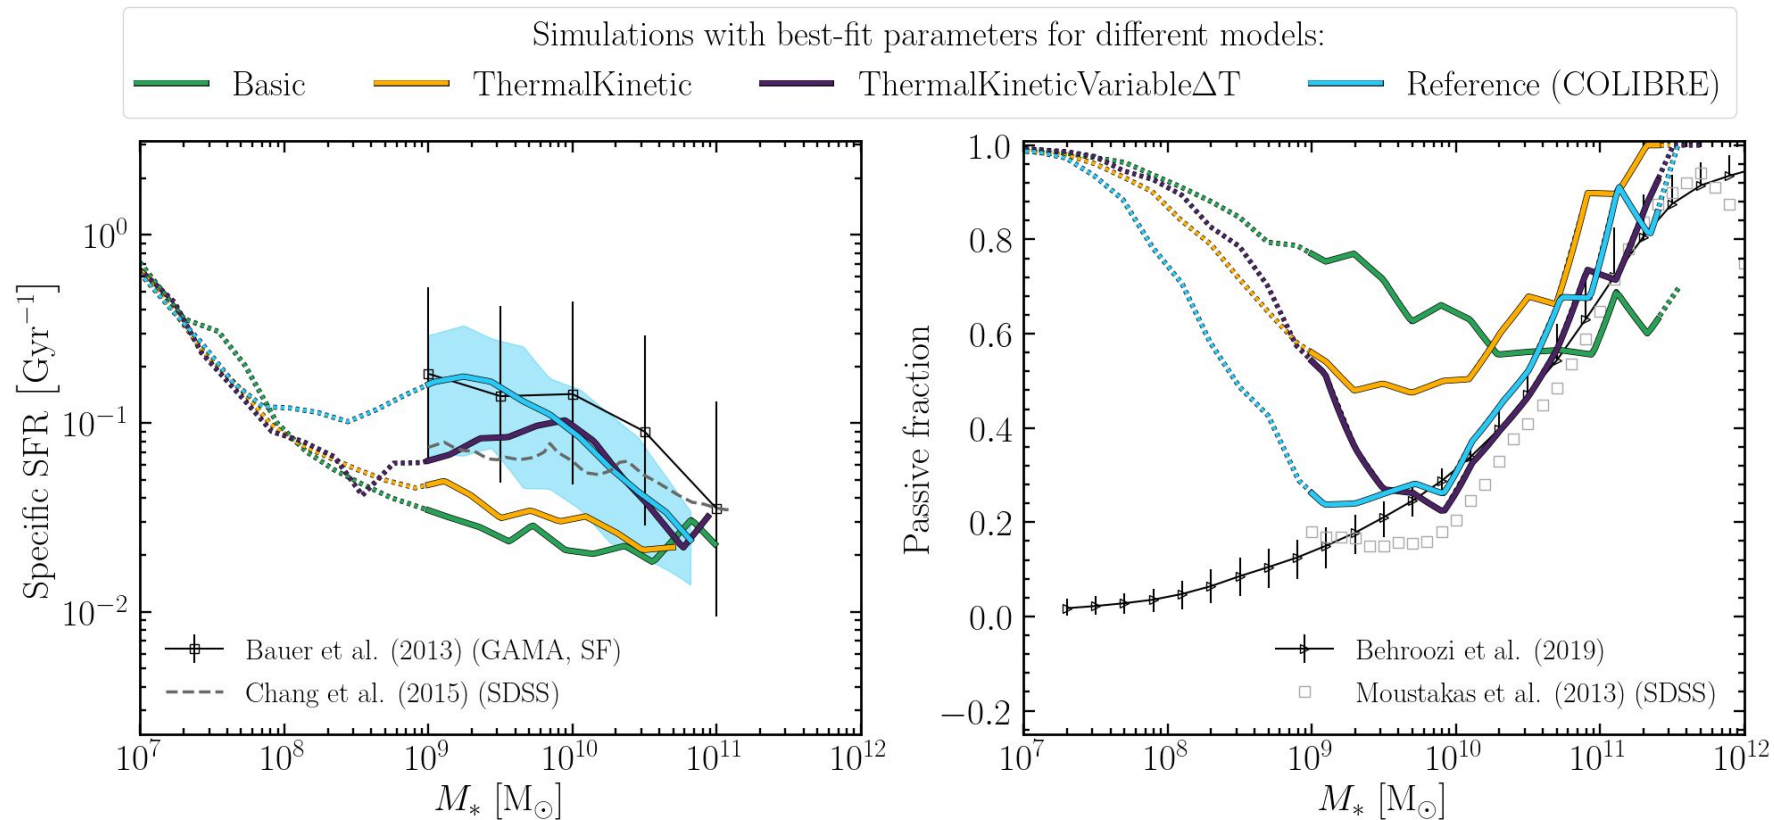 Simulations with best-fit parameters for different models:
Basic ThermalKinetic ThermalKineticVariableΔT Reference (COLIBRE)
Specific SFR [Gyr⁻¹]
10⁰
10⁻¹
10⁻²
Bauer et al. (2013) (GAMA, SF)
Chang et al. (2015) (SDSS)
10⁷ 10⁸ 10⁹ 10¹⁰ 10¹¹ 10¹²
M* [M⊙]
Passive fraction
1.0
0.8
0.6
0.4
0.2
0.0
−0.2
Behroozi et al. (2019)
Moustakas et al. (2013) (SDSS)
10⁷ 10⁸ 10⁹ 10¹⁰ 10¹¹ 10¹²
M* [M⊙]